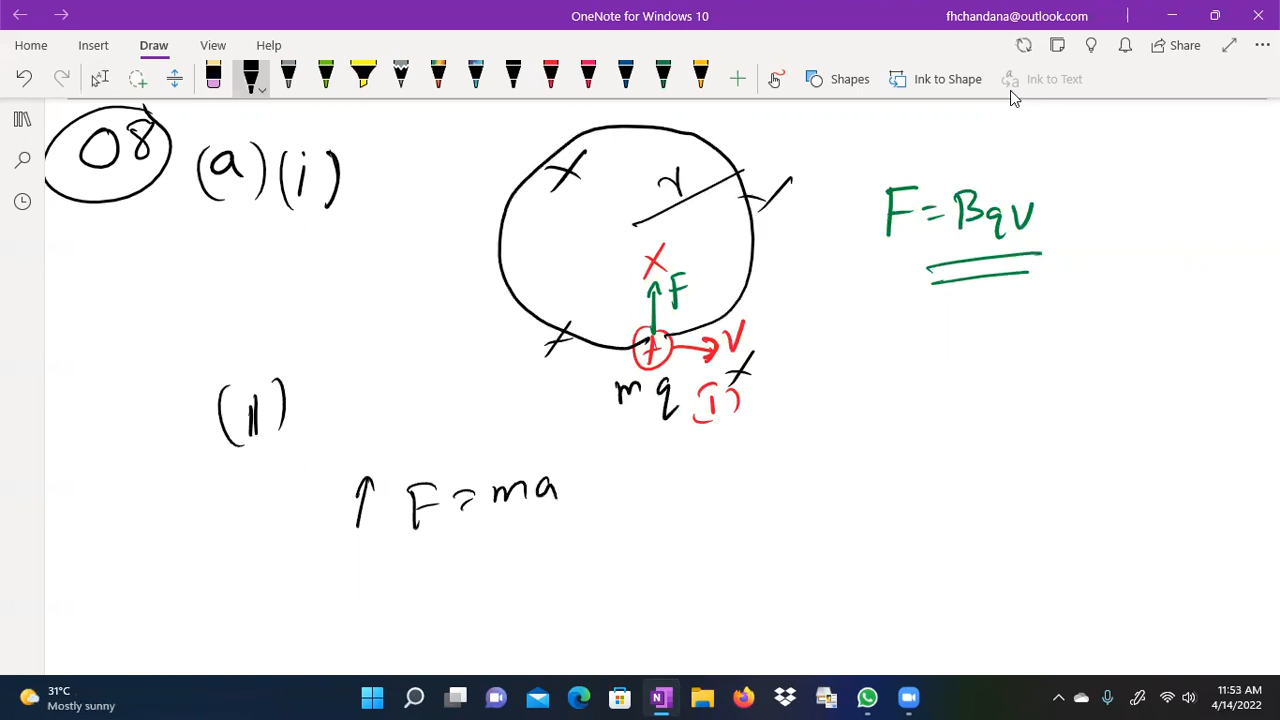 OneNote for Windows 10
fhchandana@outlook.com
Home
Insert
Draw
View
Help
Share
Shapes
Ink to Shape
Ink to Text
08
(a)(i)
r
F = Bqv
F
+
V
m q
(I)
(II)
↑ F = ma
31°C
Mostly sunny
11:53 AM
4/14/2022